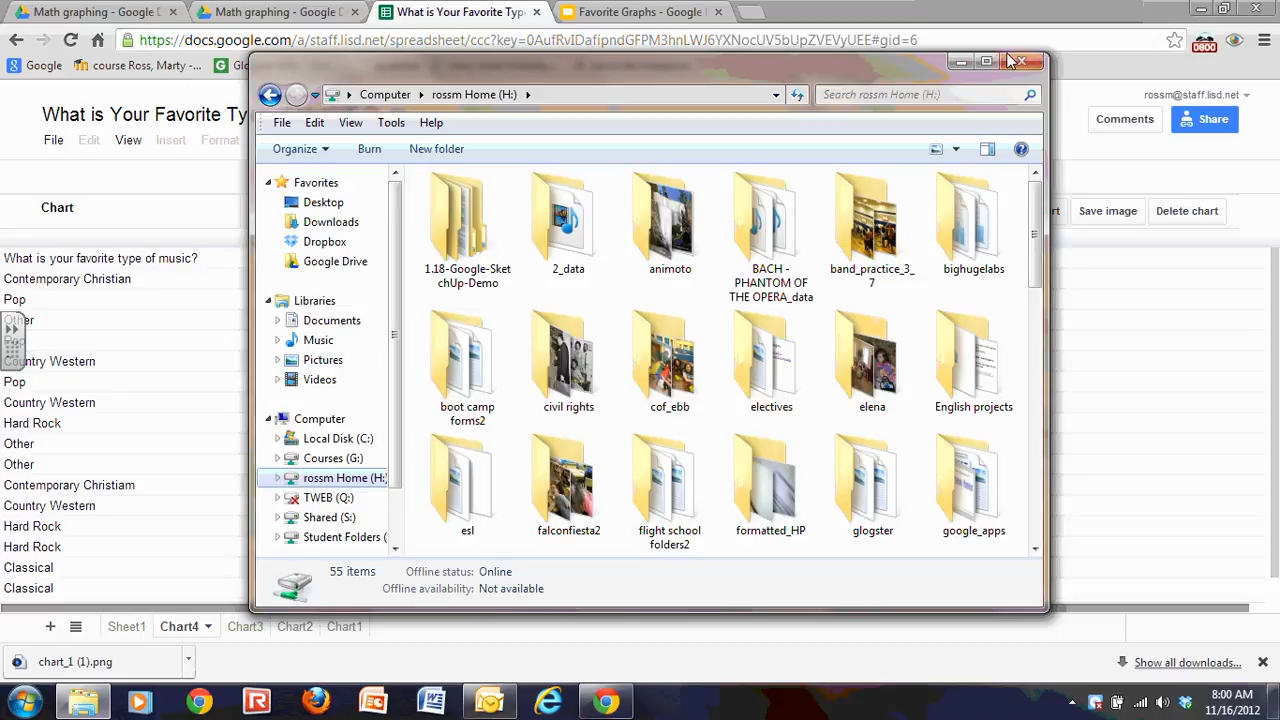 Math graphing - Google D
Math graphing - Google D
What is Your Favorite Typ
Favorite Graphs - Google
https://docs.google.com/a/staff.lisd.net/spreadsheet/ccc?key=0AufRvIDafipndGFPM3hnLWJ6YXNocUV5bUpZVEVyUEE#gid=6
0800
Google
course Ross, Marty -
Gl
What is Your Favorite Ty
rossm@staff.lisd.net
File Edit View Insert Format
Comments
Share
Chart
rt
Save image
Delete chart
What is your favorite type of music?
Contemporary Christian
Pop
Other
Country Western
Pop
Country Western
Hard Rock
Other
Other
Contemporary Christiam
Country Western
Hard Rock
Hard Rock
Classical
Classical
Computer
rossm Home (H:)
Search rossm Home (H:)
File Edit View Tools Help
Organize
Burn
New folder
Favorites
Desktop
Downloads
Dropbox
Google Drive
Libraries
Documents
Music
Pictures
Videos
Computer
Local Disk (C:)
Courses (G:)
rossm Home (H:
TWEB (Q:)
Shared (S:)
Student Folders (
1.18-Google-Sket
chUp-Demo
2_data
animoto
BACH -
PHANTOM OF
THE OPERA_data
band_practice_3_
7
bighugelabs
boot camp
forms2
civil rights
cof_ebb
electives
elena
English projects
esl
falconfiesta2
flight school
folders2
formatted_HP
glogster
google_apps
55 items
Offline status: Online
Offline availability: Not available
Sheet1
Chart4
Chart3
Chart2
Chart1
chart_1 (1).png
Show all downloads...
8:00 AM
11/16/2012